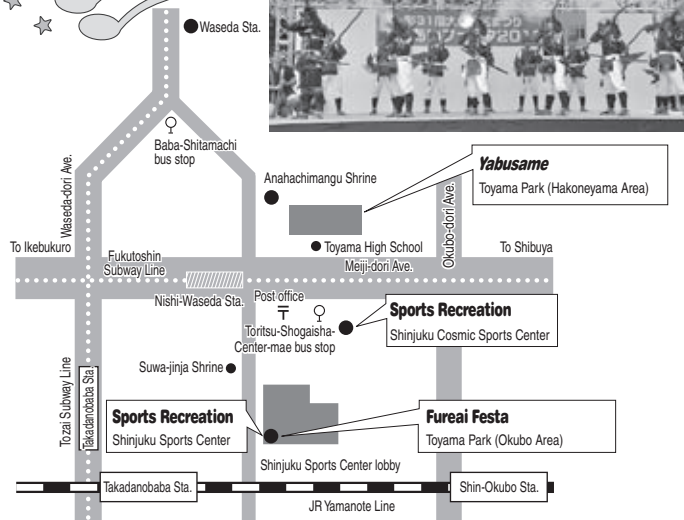 Waseda Sta.
Baba-Shitamachi
bus stop
Waseda-dori Ave.
Anahachimangu Shrine
Yabusame
Toyama Park (Hakoneyama Area)
Okubo-dori Ave.
To Ikebukuro
Fukutoshin
Subway Line
Toyama High School
Meiji-dori Ave.
To Shibuya
Nishi-Waseda Sta.
Post office
Toritsu-Shogaisha-
Center-mae bus stop
Sports Recreation
Shinjuku Cosmic Sports Center
Suwa-jinja Shrine
Tozai Subway Line
Takadanobaba Sta.
Sports Recreation
Shinjuku Sports Center
Fureai Festa
Toyama Park (Okubo Area)
Shinjuku Sports Center lobby
Takadanobaba Sta.
Shin-Okubo Sta.
JR Yamanote Line